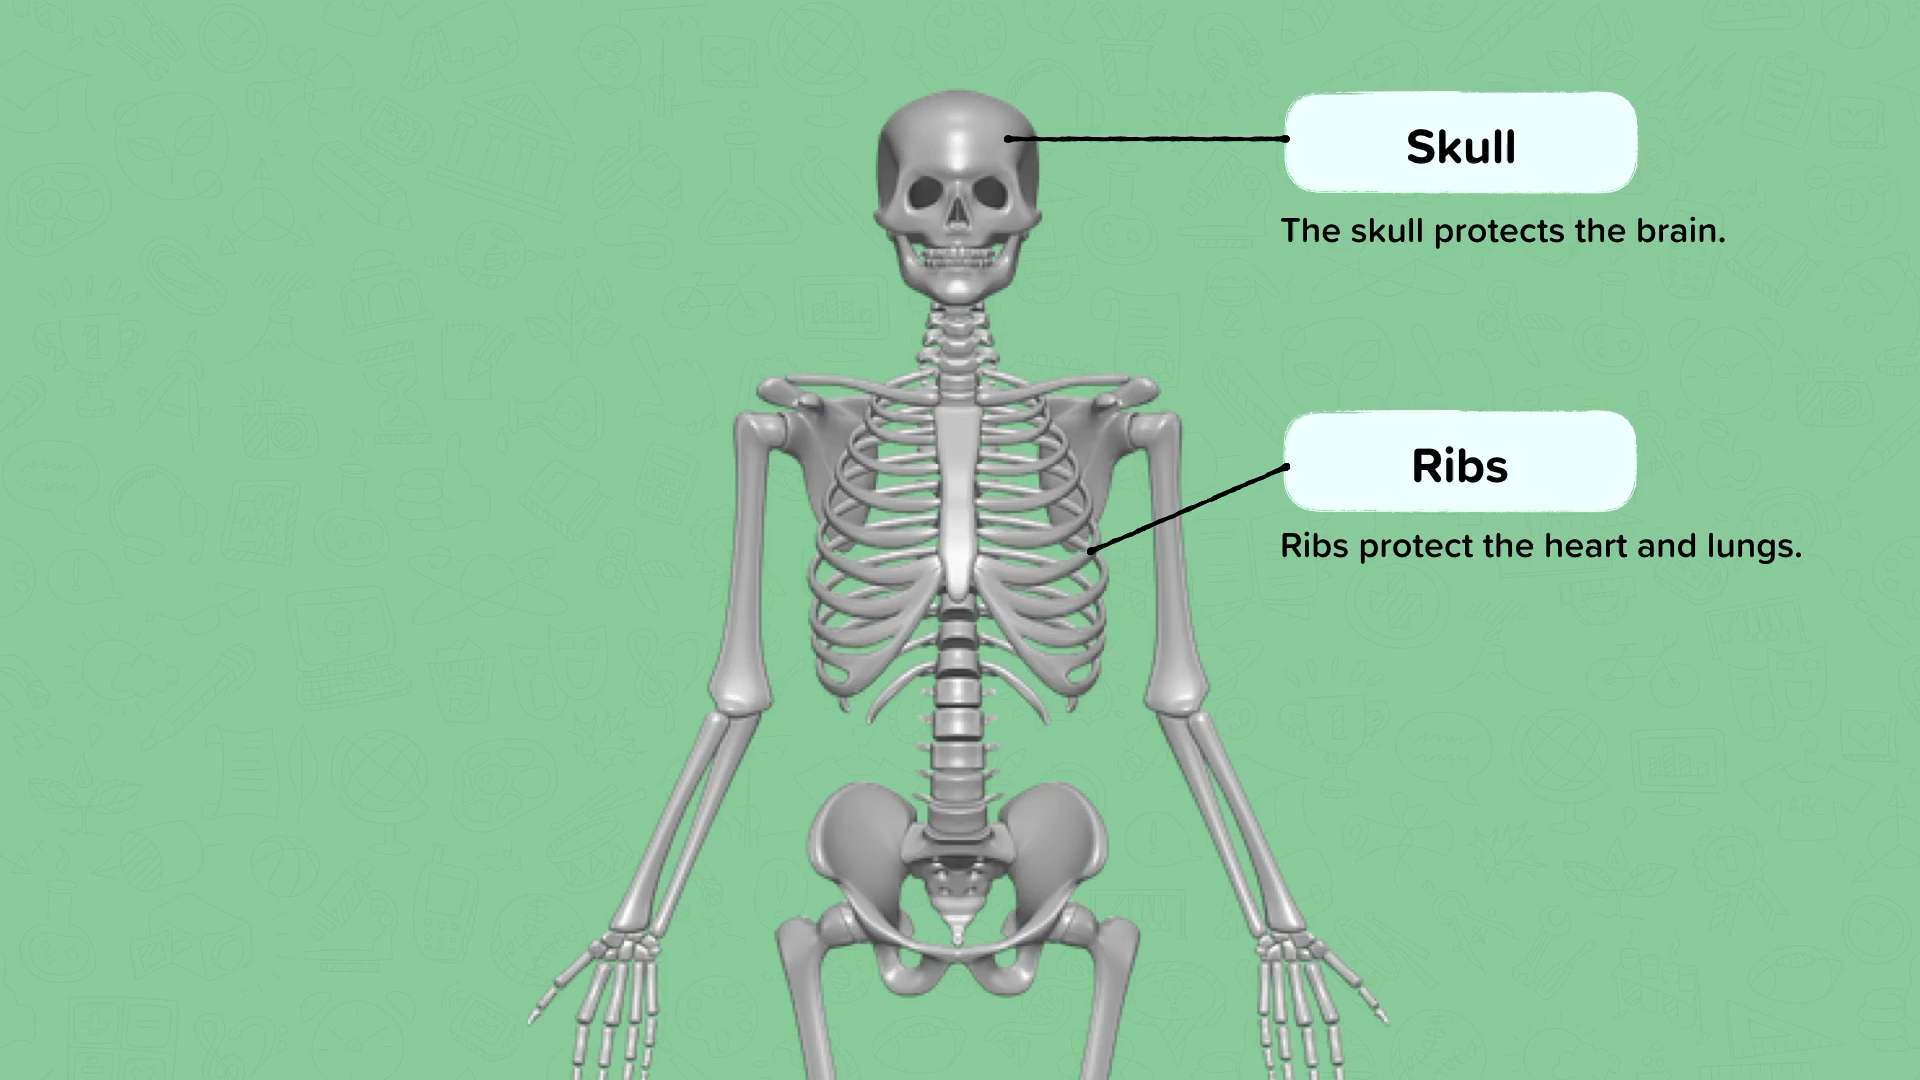 Skull
The skull protects the brain.
Ribs
Ribs protect the heart and lungs.